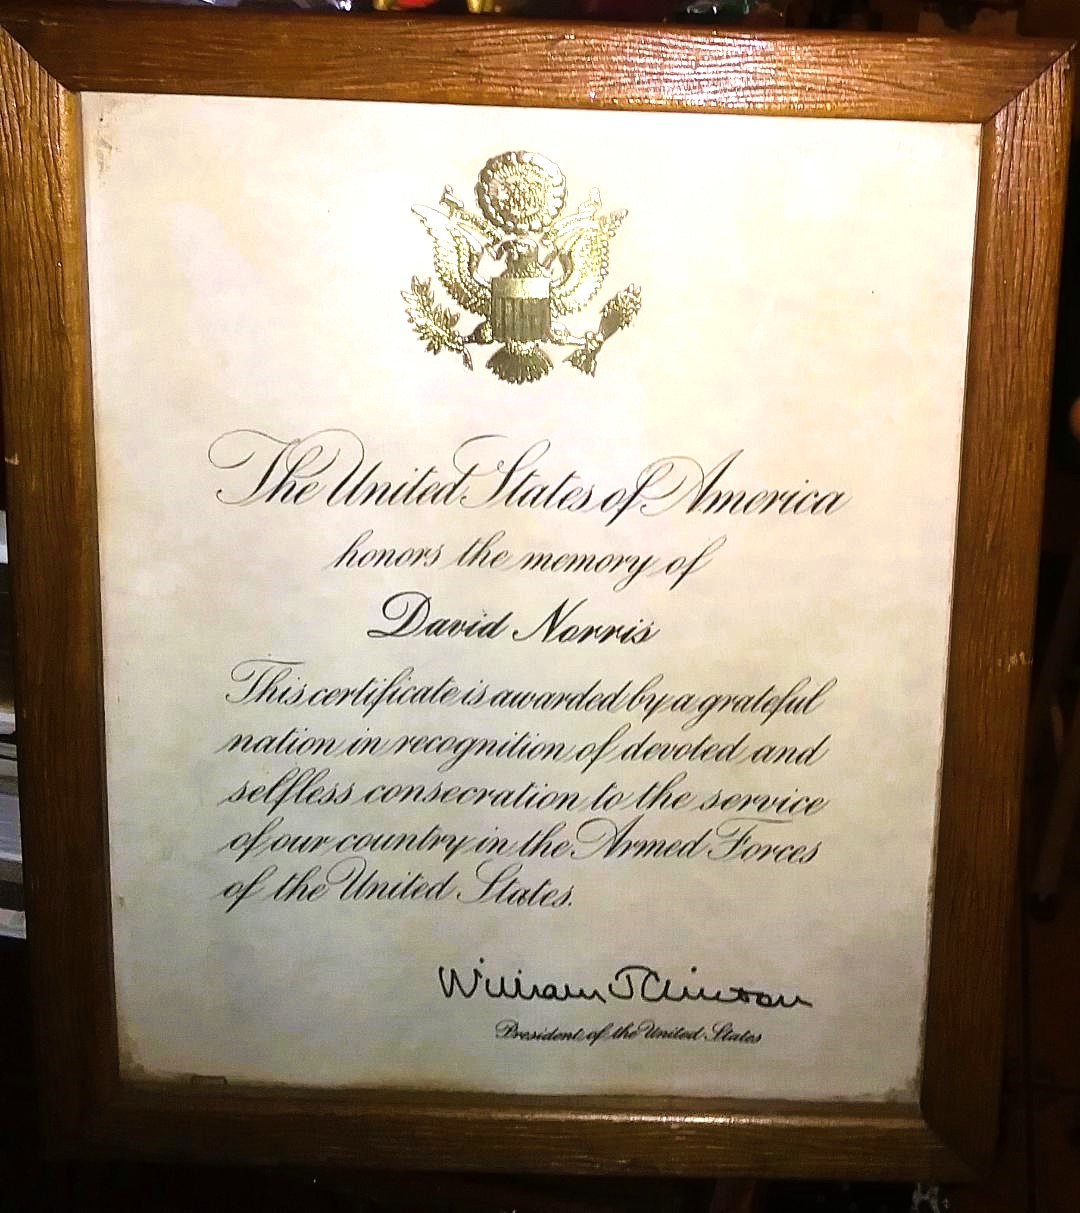 The United States of America
honors the memory of
David Norris
This certificate is awarded by a grateful
nation in recognition of devoted and
selfless consecration to the service
of our country in the Armed Forces
of the United States.
William J Clinton
President of the United States